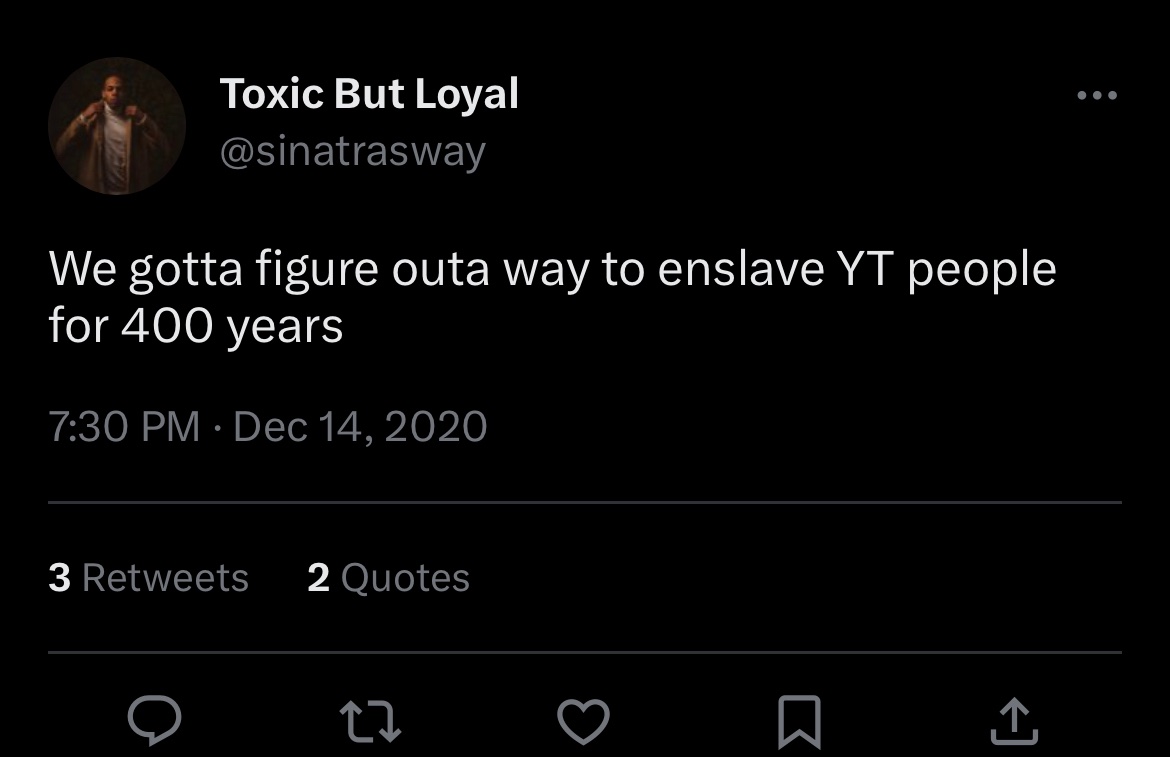 Toxic But Loyal
@sinatrasway
We gotta figure outa way to enslave YT people
for 400 years
7:30 PM · Dec 14, 2020
3 Retweets 2 Quotes